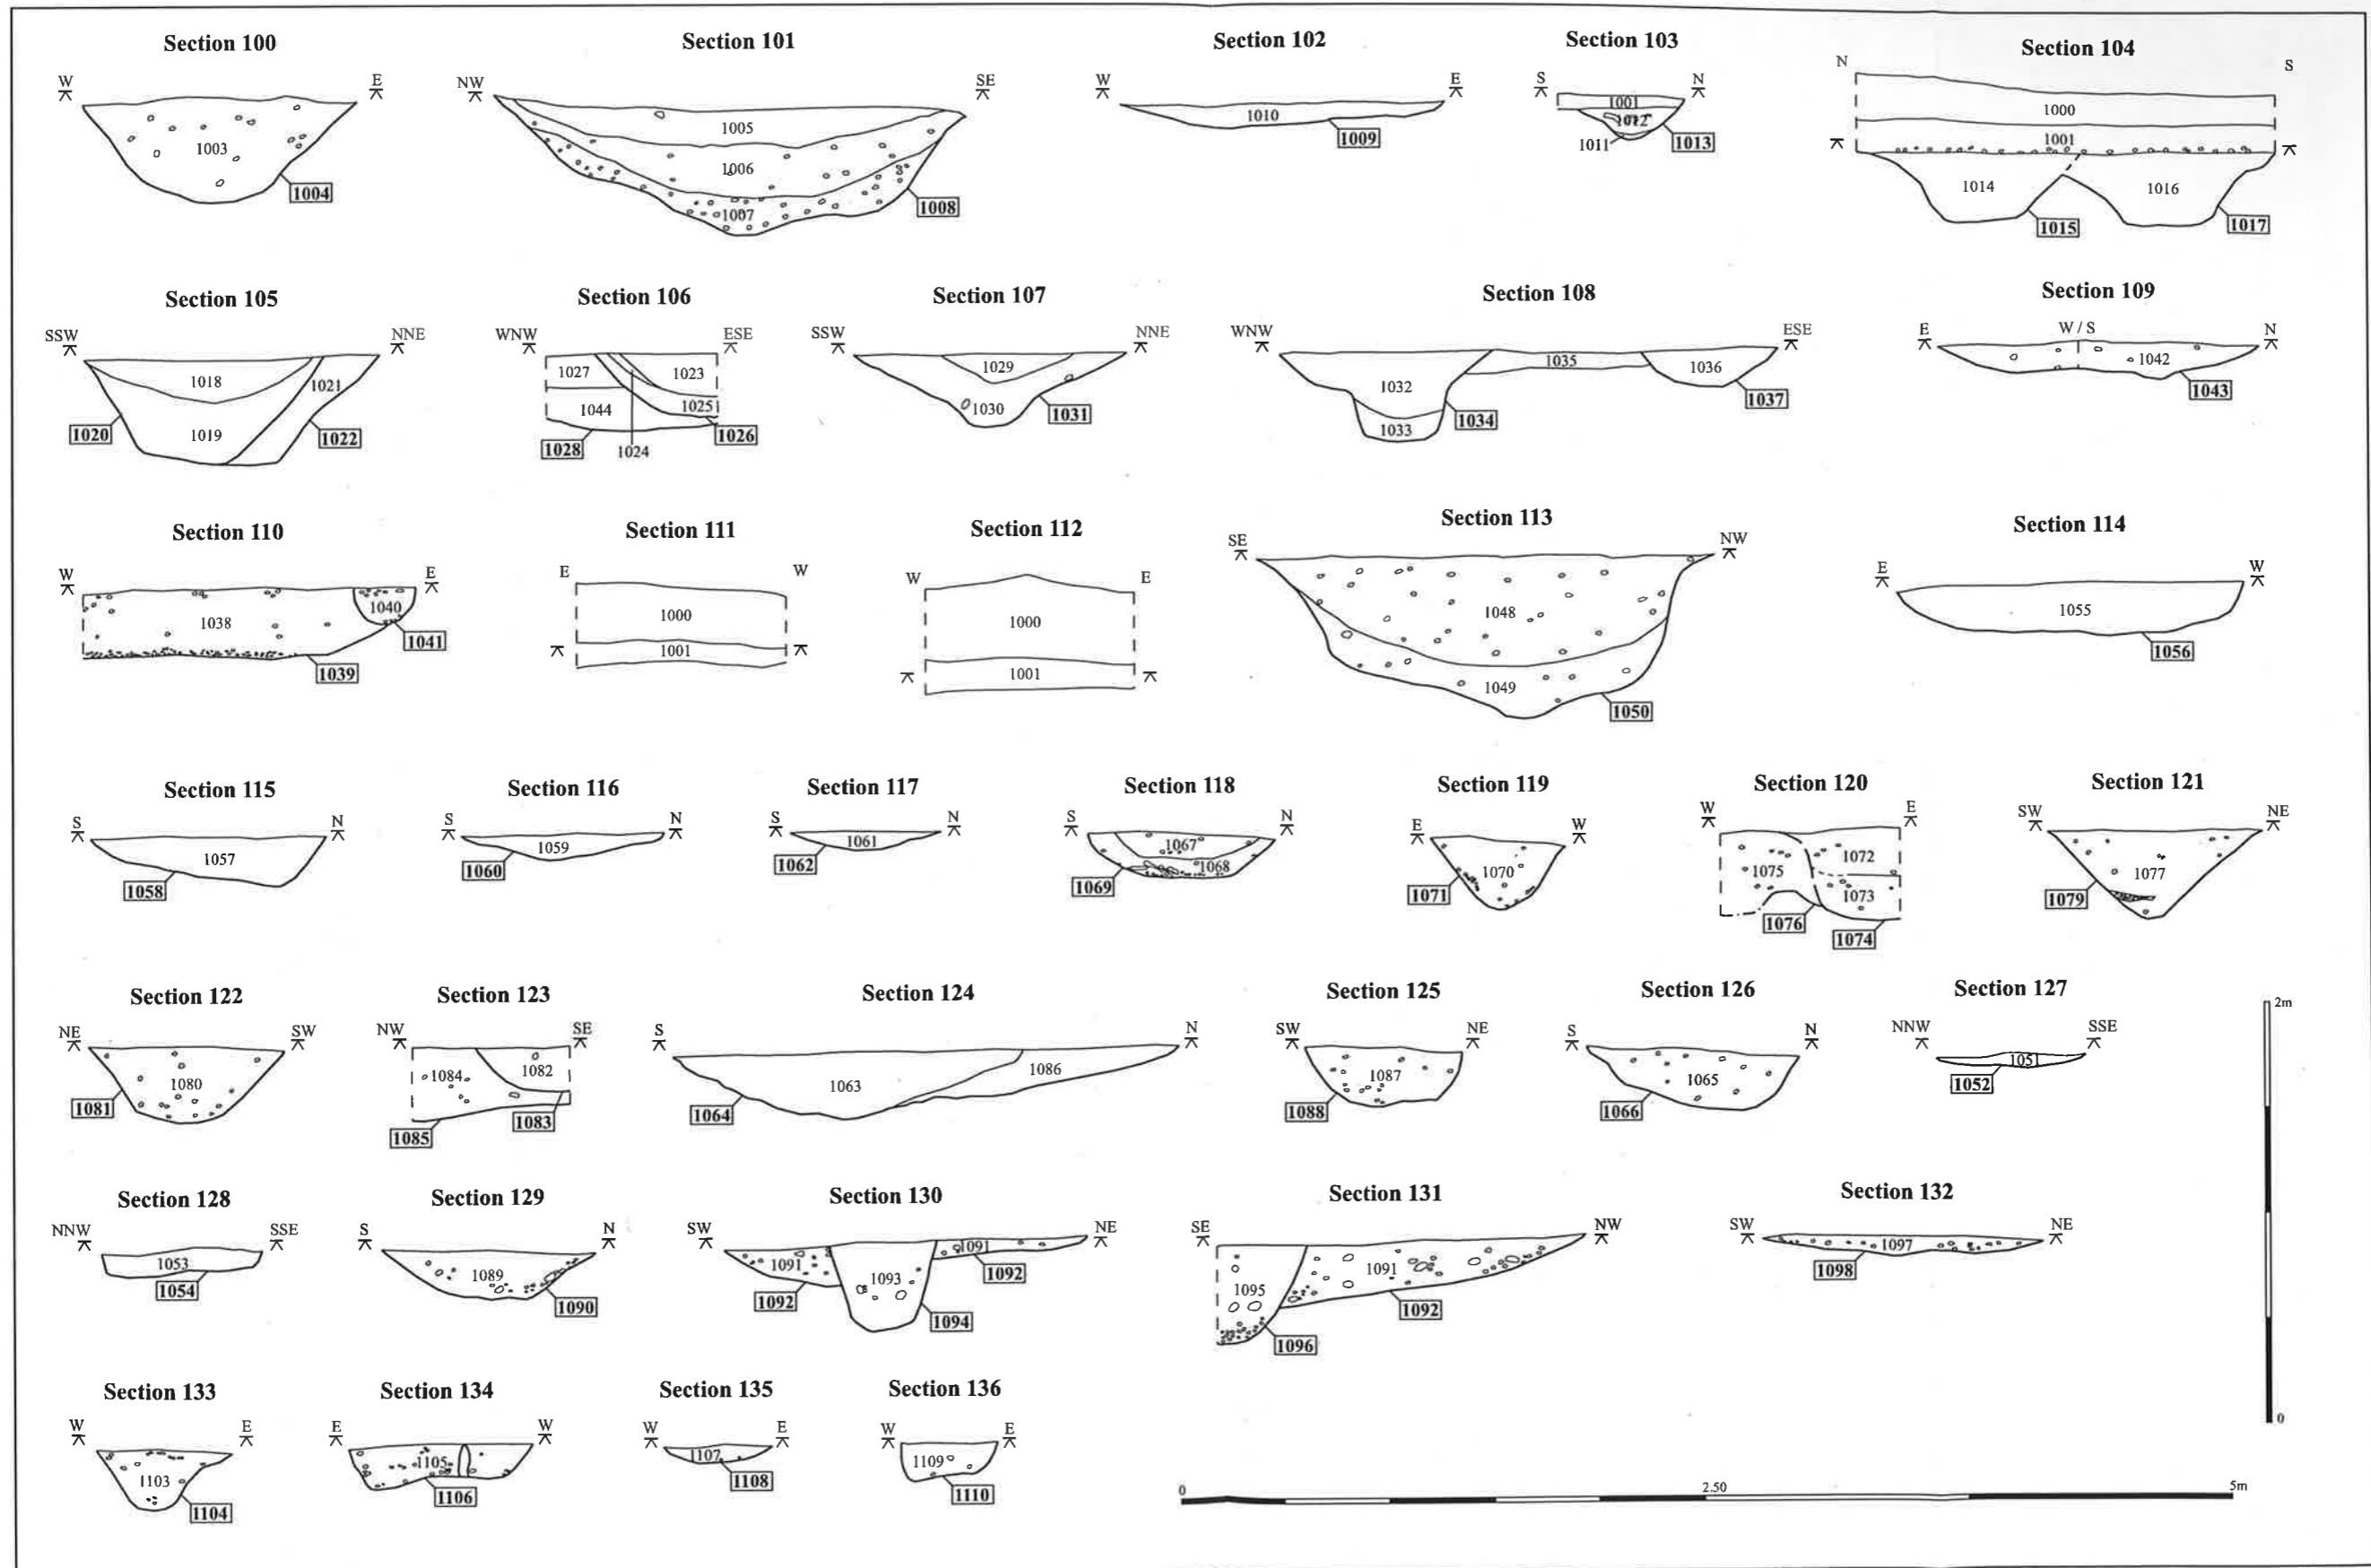 Section 100
W E
1003
1004
Section 101
NW SE
1005
1006
1007
1008
Section 102
W E
1010
1009
Section 103
S N
1001
1012
1011
1013
Section 104
N S
1000
1001
1014
1016
1015
1017
Section 105
SSW NNE
1018
1021
1019
1020
1022
Section 106
WNW ESE
1027
1023
1044
1025
1028
1024
1026
Section 107
SSW NNE
1029
1030
1031
Section 108
WNW ESE
1035
1032
1036
1033
1034
1037
Section 109
E W / S N
1042
1043
Section 110
W E
1038
1040
1041
1039
Section 111
E W
1000
1001
Section 112
W E
1000
1001
Section 113
SE NW
1048
1049
1050
Section 114
E W
1055
1056
Section 115
S N
1057
1058
Section 116
S N
1059
1060
Section 117
S N
1061
1062
Section 118
S N
1067
1068
1069
Section 119
E W
1070
1071
Section 120
W E
1072
1075
1073
1076
1074
Section 121
SW NE
1077
1079
Section 122
NE SW
1080
1081
Section 123
NW SE
1084
1082
1083
1085
Section 124
S N
1063
1086
1064
Section 125
SW NE
1087
1088
Section 126
S N
1065
1066
Section 127
NNW SSE
1051
1052
2m
0
Section 128
NNW SSE
1053
1054
Section 129
S N
1089
1090
Section 130
SW NE
1091
1091
1093
1092
1092
1094
Section 131
SE NW
1095
1091
1092
1096
Section 132
SW NE
1097
1098
Section 133
W E
1103
1104
Section 134
E W
1105
1106
Section 135
W E
1107
1108
Section 136
W E
1109
1110
0 2.50 5m